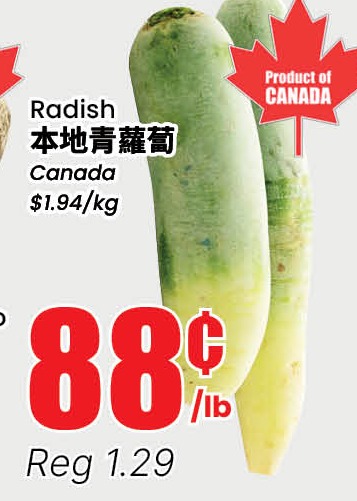 Product of
CANADA
Radish
本地青蘿蔔
Canada
$1.94/kg
88¢
/lb
Reg 1.29